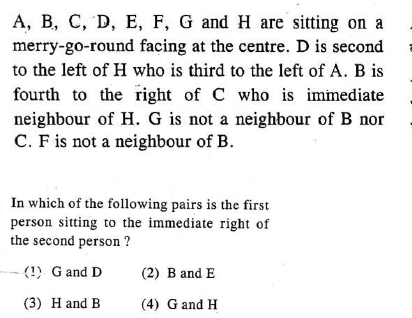 A, B, C, D, E, F, G and H are sitting on a
merry-go-round facing at the centre. D is second
to the left of H who is third to the left of A. B is
fourth to the right of C who is immediate
neighbour of H. G is not a neighbour of B nor
C. F is not a neighbour of B.
In which of the following pairs is the first
person sitting to the immediate right of
the second person ?
(1) G and D (2) B and E
(3) H and B (4) G and H